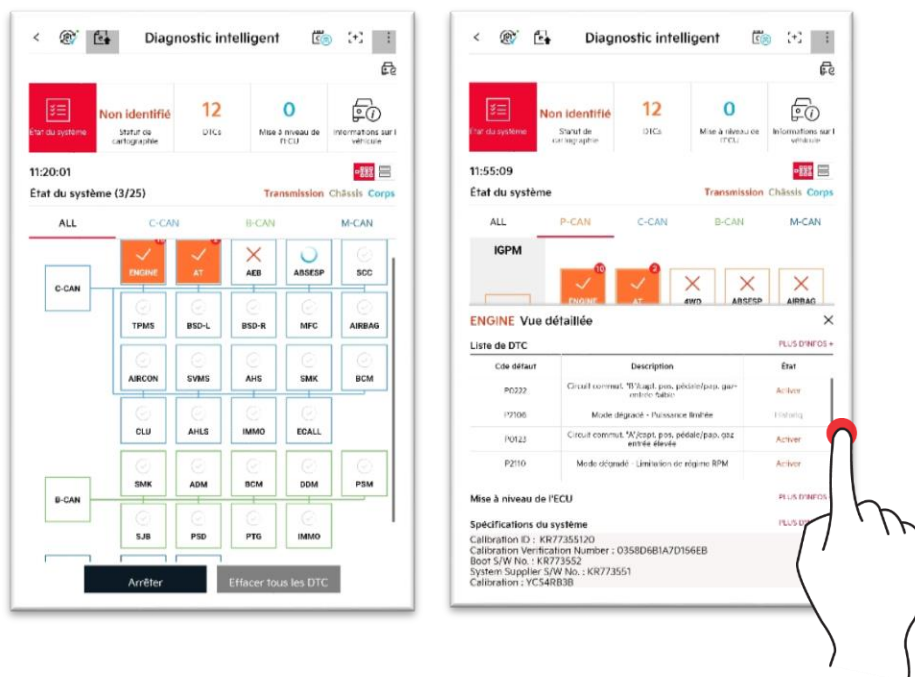 Diagnostic intelligent
Etat du système
Non identifié
Statut de cartographie
12
DTCs
0
Mise à niveau de l'ECU
Informations sur l véhicule
11:20:01
État du système (3/25)
Transmission Châssis Corps
ALL C-CAN B-CAN M-CAN
C-CAN
ENGINE AT AEB ABSESP SCC
TPMS BSD-L BSD-R MFC AIRBAG
AIRCON SVMS AHS SMK BCM
CLU AHLS IMMO ECALL
B-CAN
SMK ADM BCM DDM PSM
SJB PSD PTG IMMO
Arrêter
Effacer tous les DTC
Diagnostic intelligent
Etat du système
Non identifié
Statut de cartographie
12
DTCs
0
Mise à niveau de l'ECU
Informations sur l véhicule
11:55:09
État du système
Transmission Châssis Corps
ALL P-CAN C-CAN B-CAN M-CAN
IGPM
10 2
ENGINE AT 4WD ABSESP AIRBAG
ENGINE Vue détaillée
Liste de DTC
PLUS D'INFOS +
Cde défaut Description État
P0222 Circuit commut. "B"/capt. pos. pédale/pap. gaz-
entrée faible Activer
P2106 Mode dégradé - Puissance limitée
P0123 Circuit commut. "A"/capt. pos. pédale/pap. gaz
entrée élevée Activer
P2110 Mode dégradé - Limitation de régime RPM Activer
Mise à niveau de l'ECU
PLUS D'INFOS
Spécifications du système
PLUS D'
Calibration ID : KR77355120
Calibration Verification Number : 0358D6B1A7D156EB
Boot S/W No. : KR773552
System Supplier S/W No. : KR773551
Calibration : YC54RB3B